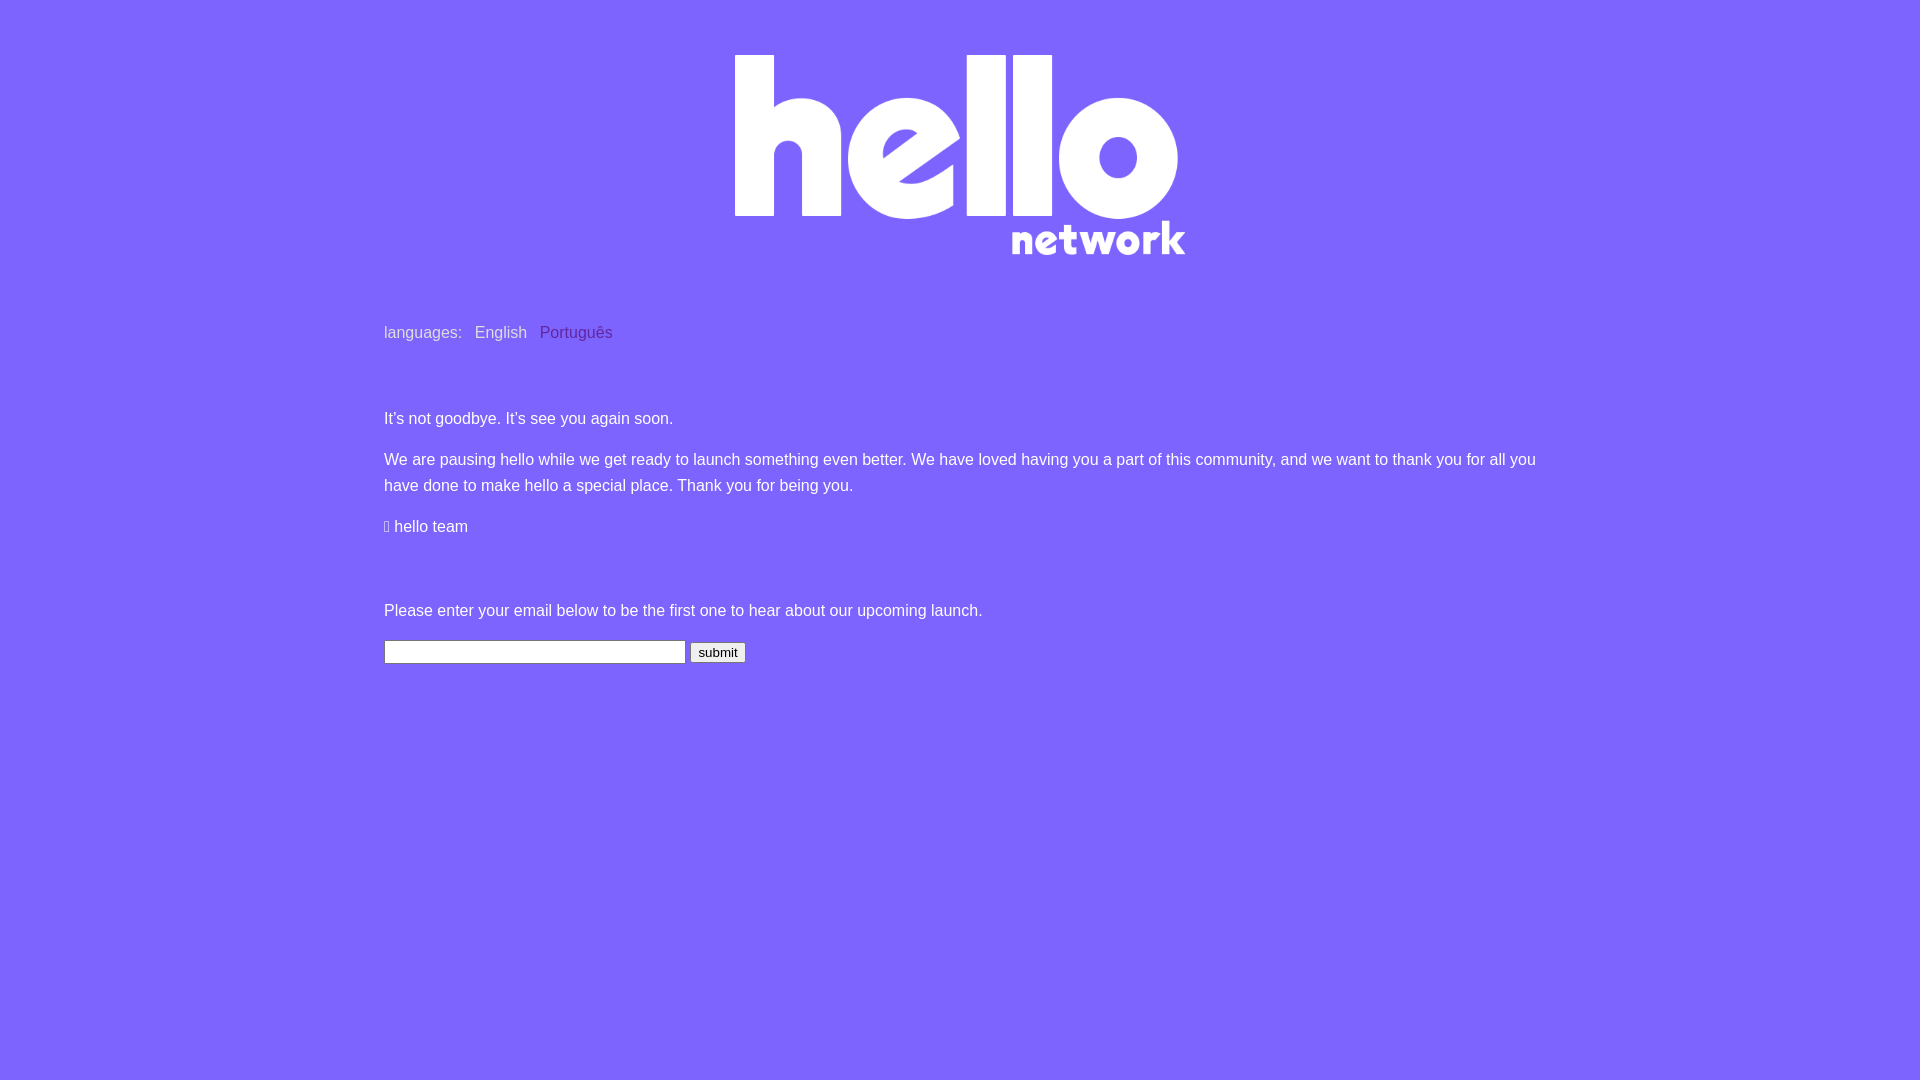 hello
network
languages: English Português
It's not goodbye. It's see you again soon.
We are pausing hello while we get ready to launch something even better. We have loved having you a part of this community, and we want to thank you for all you
have done to make hello a special place. Thank you for being you.
hello team
Please enter your email below to be the first one to hear about our upcoming launch.
submit